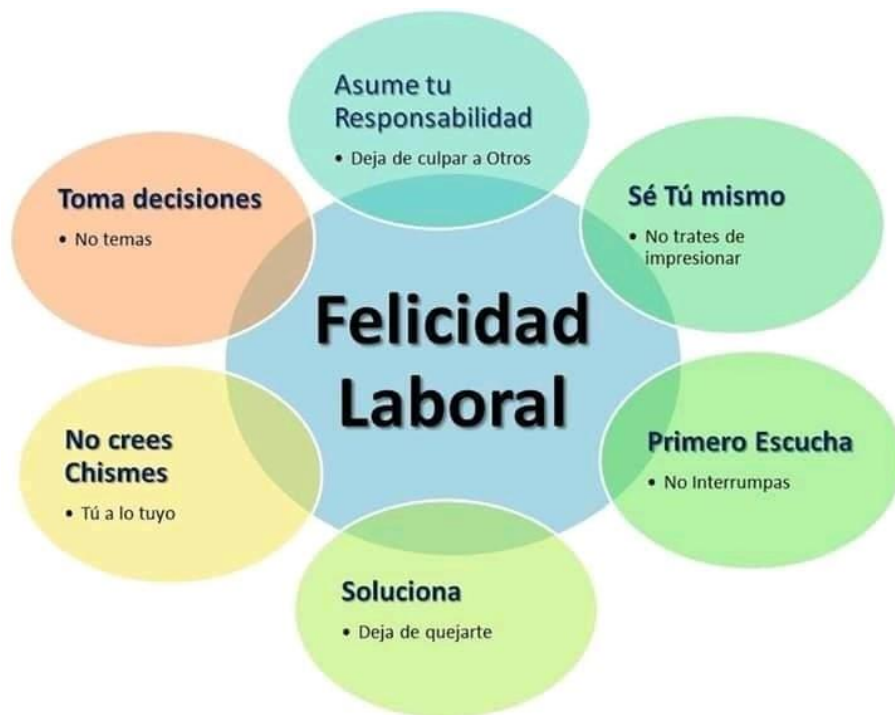 Asume tu
Responsabilidad
• Deja de culpar a Otros
Sé Tú mismo
• No trates de
impresionar
Primero Escucha
• No Interrumpas
Soluciona
• Deja de quejarte
No crees
Chismes
• Tú a lo tuyo
Toma decisiones
• No temas
Felicidad
Laboral